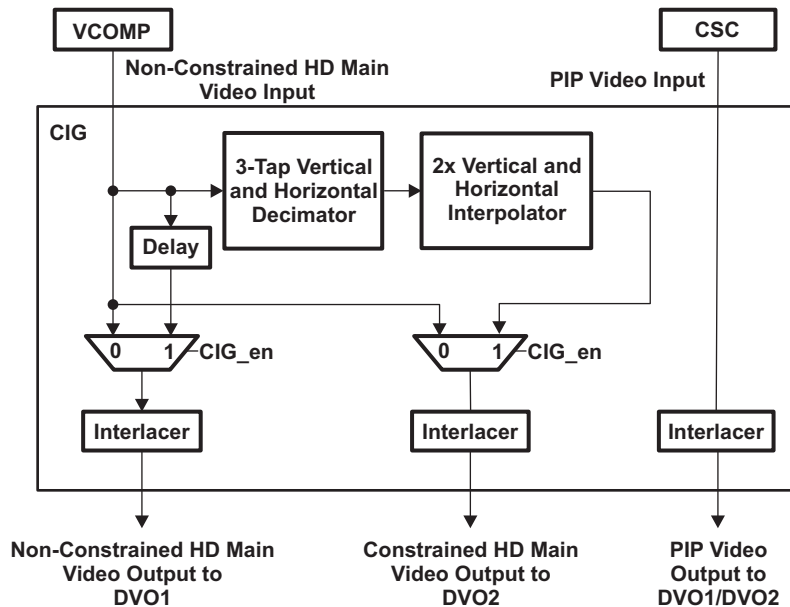 VCOMP
CSC
Non-Constrained HD Main
Video Input
PIP Video Input
CIG
3-Tap Vertical
and Horizontal
Decimator
2x Vertical and
Horizontal
Interpolator
Delay
0 1
CIG_en
0 1
CIG_en
Interlacer
Interlacer
Interlacer
Non-Constrained HD Main
Video Output to
DVO1
Constrained HD Main
Video Output to
DVO2
PIP Video
Output to
DVO1/DVO2